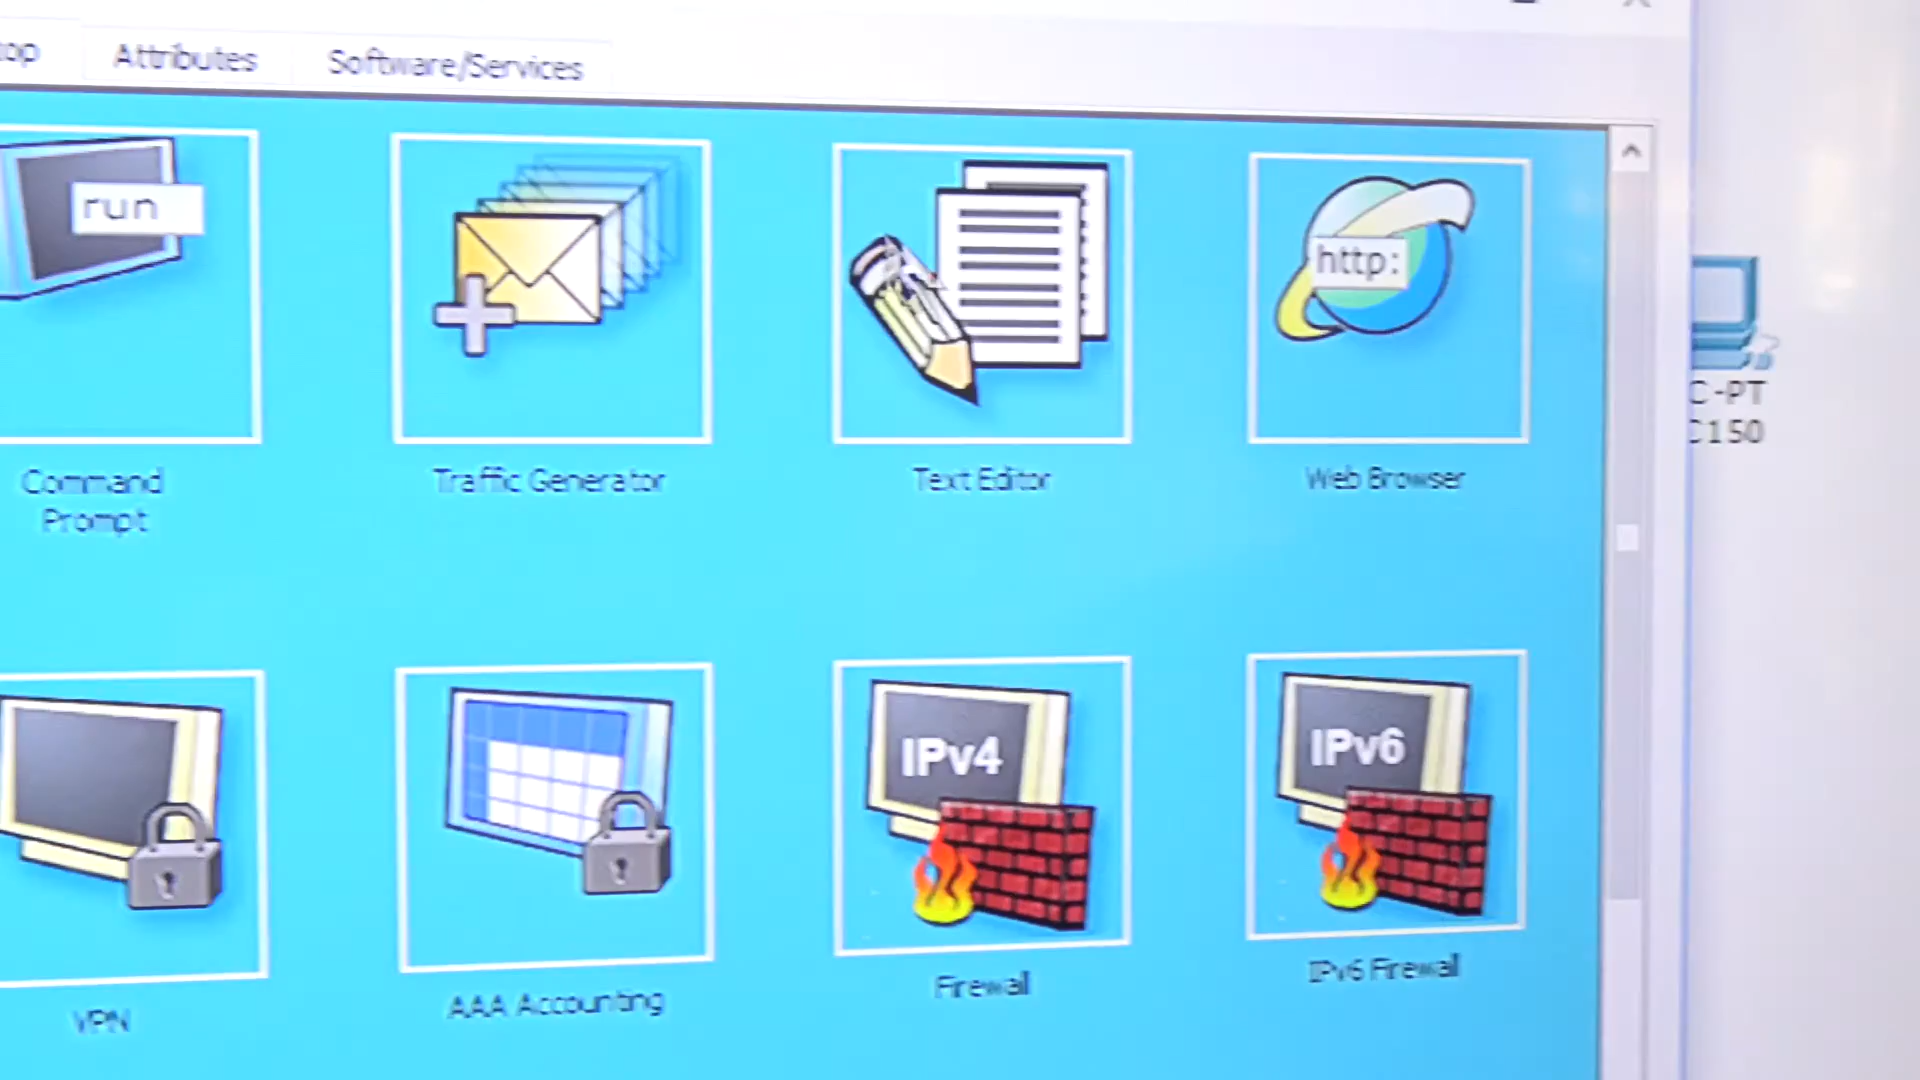 top
Attributes
Software/Services
run
http:
C-PT
C150
Command
Prompt
Traffic Generator
Text Editor
Web Browser
IPv4
IPv6
VPN
AAA Accounting
Firewall
IPv6 Firewall